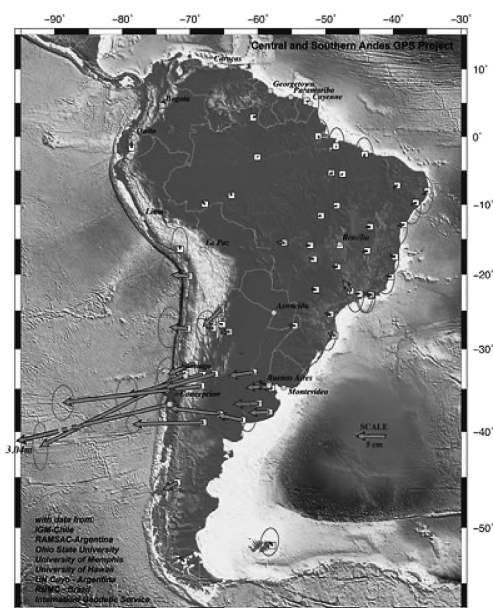 -90° -80° -70° -60° -50° -40° -30°
Central and Southern Andes GPS Project
Caracas
10°
Georgetown
Paramaribo
Cayenne
Bogota
0°
Quito
-10°
Lima
La Paz
Brasilia
-20°
Asuncion
-30°
Santiago
Buenos Aires
Concepcion
Montevideo
SCALE
-40°
5 cm
3.04m
with data from:
IGM-Chile
RAMSAC-Argentina
Ohio State University
University of Memphis
University of Hawaii
UN Cuyo - Argentina
RBMC - Brazil
International Geodetic Service
-50°